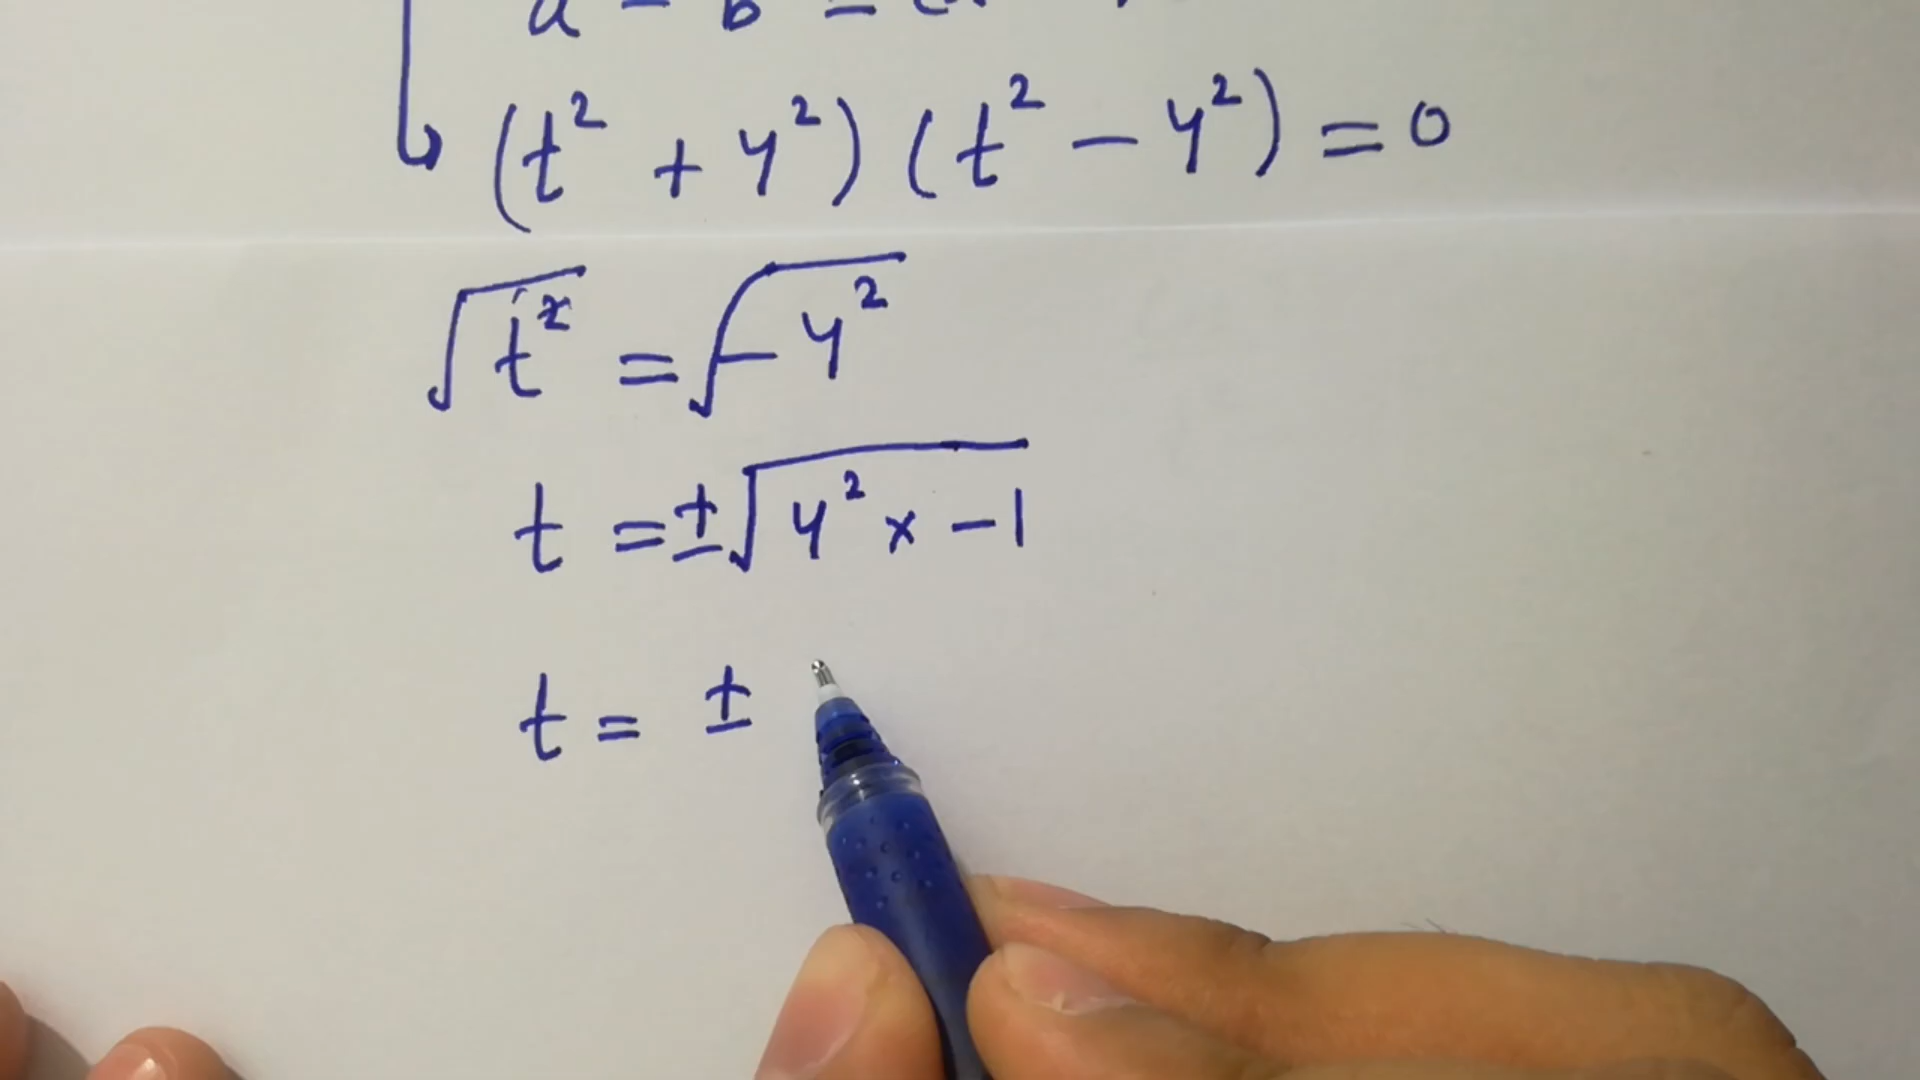 a - b =
(t² + y²) (t² - y²) = 0
√t² = √-y²
t = ±√y² x -1
t = ±